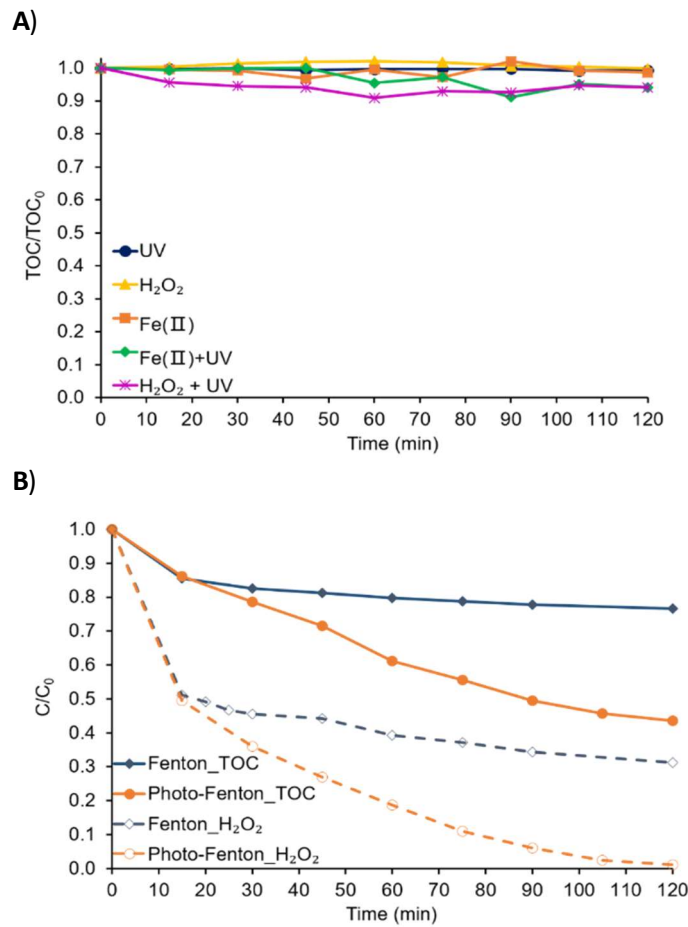 A)
1.0
0.9
0.8
0.7
0.6
0.5
0.4
0.3
0.2
0.1
0.0
TOC/TOC₀
UV
H₂O₂
Fe(Ⅱ)
Fe(Ⅱ)+UV
H₂O₂ + UV
0 10 20 30 40 50 60 70 80 90 100 110 120
Time (min)
B)
1.0
0.9
0.8
0.7
0.6
0.5
0.4
0.3
0.2
0.1
0.0
C/C₀
Fenton_TOC
Photo-Fenton_TOC
Fenton_H₂O₂
Photo-Fenton_H₂O₂
0 10 20 30 40 50 60 70 80 90 100 110 120
Time (min)